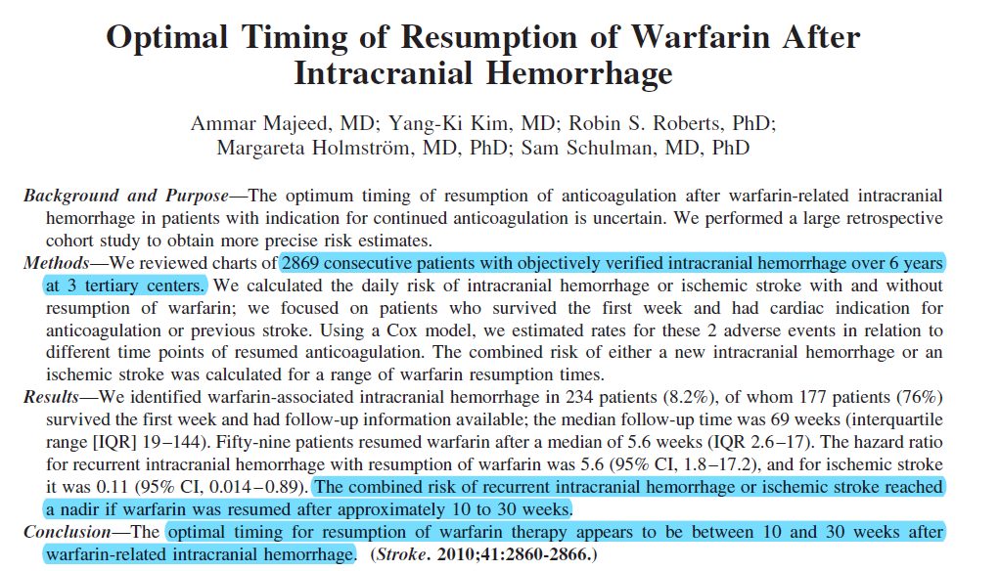 Optimal Timing of Resumption of Warfarin After
Intracranial Hemorrhage
Ammar Majeed, MD; Yang-Ki Kim, MD; Robin S. Roberts, PhD;
Margareta Holmström, MD, PhD; Sam Schulman, MD, PhD
Background and Purpose—The optimum timing of resumption of anticoagulation after warfarin-related intracranial
hemorrhage in patients with indication for continued anticoagulation is uncertain. We performed a large retrospective
cohort study to obtain more precise risk estimates.
Methods—We reviewed charts of 2869 consecutive patients with objectively verified intracranial hemorrhage over 6 years
at 3 tertiary centers. We calculated the daily risk of intracranial hemorrhage or ischemic stroke with and without
resumption of warfarin; we focused on patients who survived the first week and had cardiac indication for
anticoagulation or previous stroke. Using a Cox model, we estimated rates for these 2 adverse events in relation to
different time points of resumed anticoagulation. The combined risk of either a new intracranial hemorrhage or an
ischemic stroke was calculated for a range of warfarin resumption times.
Results—We identified warfarin-associated intracranial hemorrhage in 234 patients (8.2%), of whom 177 patients (76%)
survived the first week and had follow-up information available; the median follow-up time was 69 weeks (interquartile
range [IQR] 19–144). Fifty-nine patients resumed warfarin after a median of 5.6 weeks (IQR 2.6–17). The hazard ratio
for recurrent intracranial hemorrhage with resumption of warfarin was 5.6 (95% CI, 1.8–17.2), and for ischemic stroke
it was 0.11 (95% CI, 0.014–0.89). The combined risk of recurrent intracranial hemorrhage or ischemic stroke reached
a nadir if warfarin was resumed after approximately 10 to 30 weeks.
Conclusion—The optimal timing for resumption of warfarin therapy appears to be between 10 and 30 weeks after
warfarin-related intracranial hemorrhage. (Stroke. 2010;41:2860-2866.)